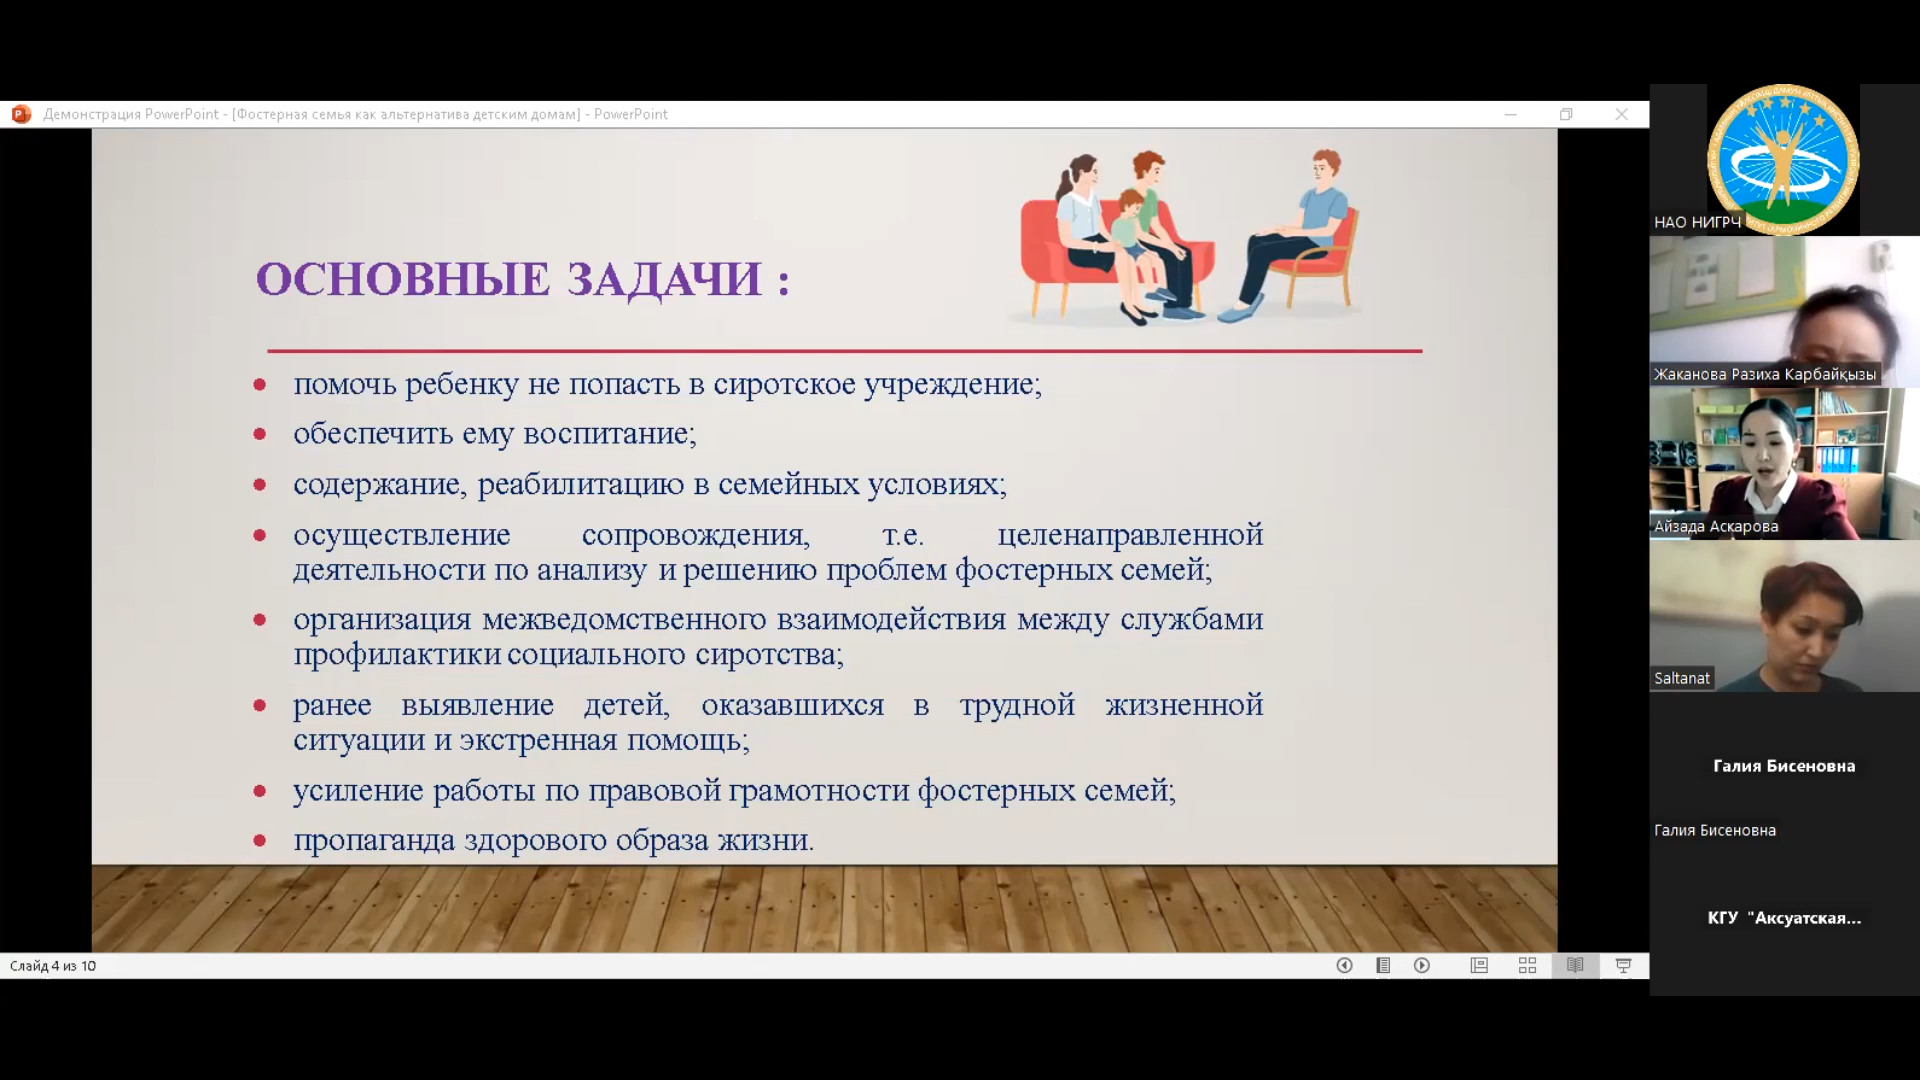 Демонстрация PowerPoint - [Фостерная семья как альтернатива детским домам] - PowerPoint
ОСНОВНЫЕ ЗАДАЧИ :
помочь ребенку не попасть в сиротское учреждение;
обеспечить ему воспитание;
содержание, реабилитацию в семейных условиях;
осуществление сопровождения, т.е. целенаправленной
деятельности по анализу и решению проблем фостерных семей;
организация межведомственного взаимодействия между службами
профилактики социального сиротства;
ранее выявление детей, оказавшихся в трудной жизненной
ситуации и экстренная помощь;
усиление работы по правовой грамотности фостерных семей;
пропаганда здорового образа жизни.
Слайд 4 из 10
НАО НИГРЧ
Жаканова Разиха Карбайқызы
Айзада Аскарова
Saltanat
Галия Бисеновна
Галия Бисеновна
КГУ "Аксуатская...